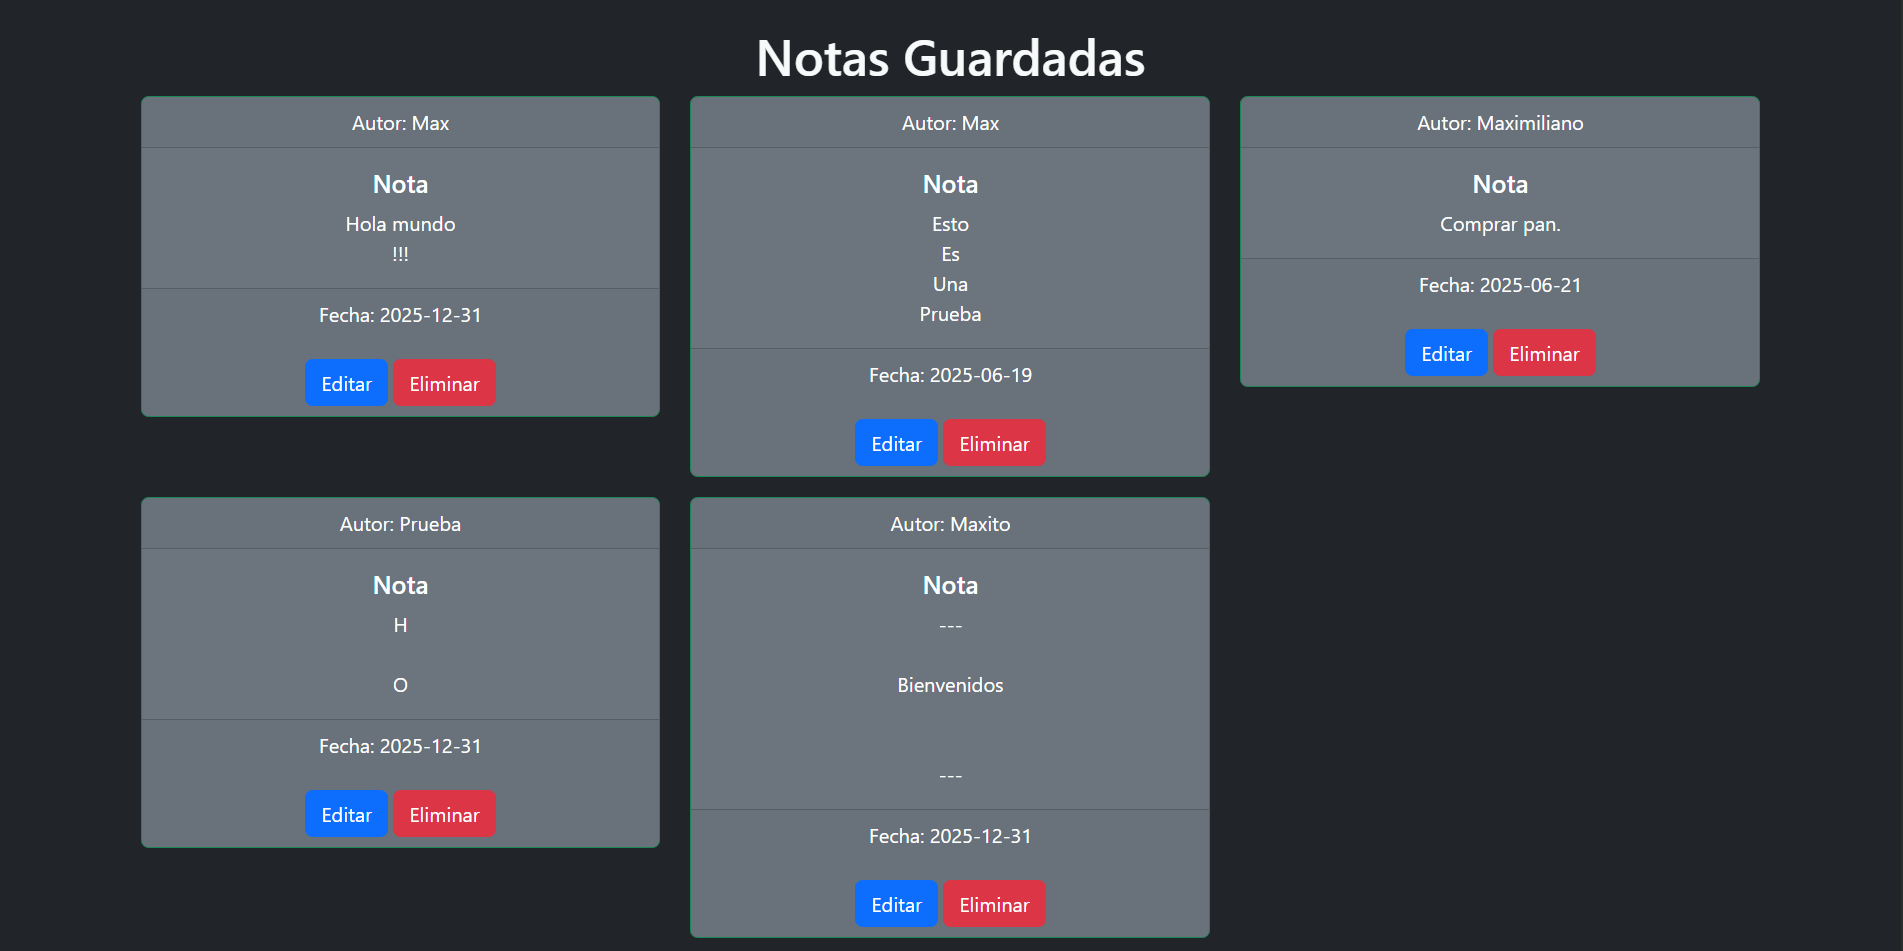 Notas Guardadas
Autor: Max
Nota
Hola mundo
!!!
Fecha: 2025-12-31
Editar Eliminar
Autor: Max
Nota
Esto
Es
Una
Prueba
Fecha: 2025-06-19
Editar Eliminar
Autor: Maximiliano
Nota
Comprar pan.
Fecha: 2025-06-21
Editar Eliminar
Autor: Prueba
Nota
H
O
Fecha: 2025-12-31
Editar Eliminar
Autor: Maxito
Nota
---
Bienvenidos
---
Fecha: 2025-12-31
Editar Eliminar